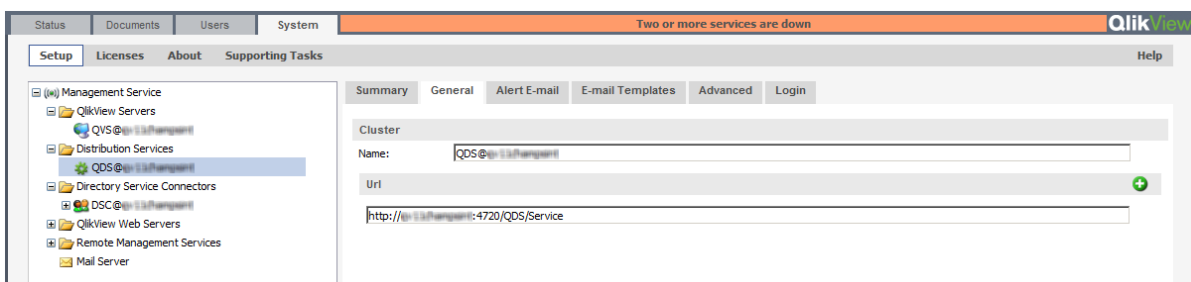 Status Documents Users System Two or more services are down QlikView
Setup Licenses About Supporting Tasks Help
Management Service
QlikView Servers
QVS@
Distribution Services
QDS@
Directory Service Connectors
DSC@
QlikView Web Servers
Remote Management Services
Mail Server
Summary General Alert E-mail E-mail Templates Advanced Login
Cluster
Name: QDS@
Url
http:// :4720/QDS/Service